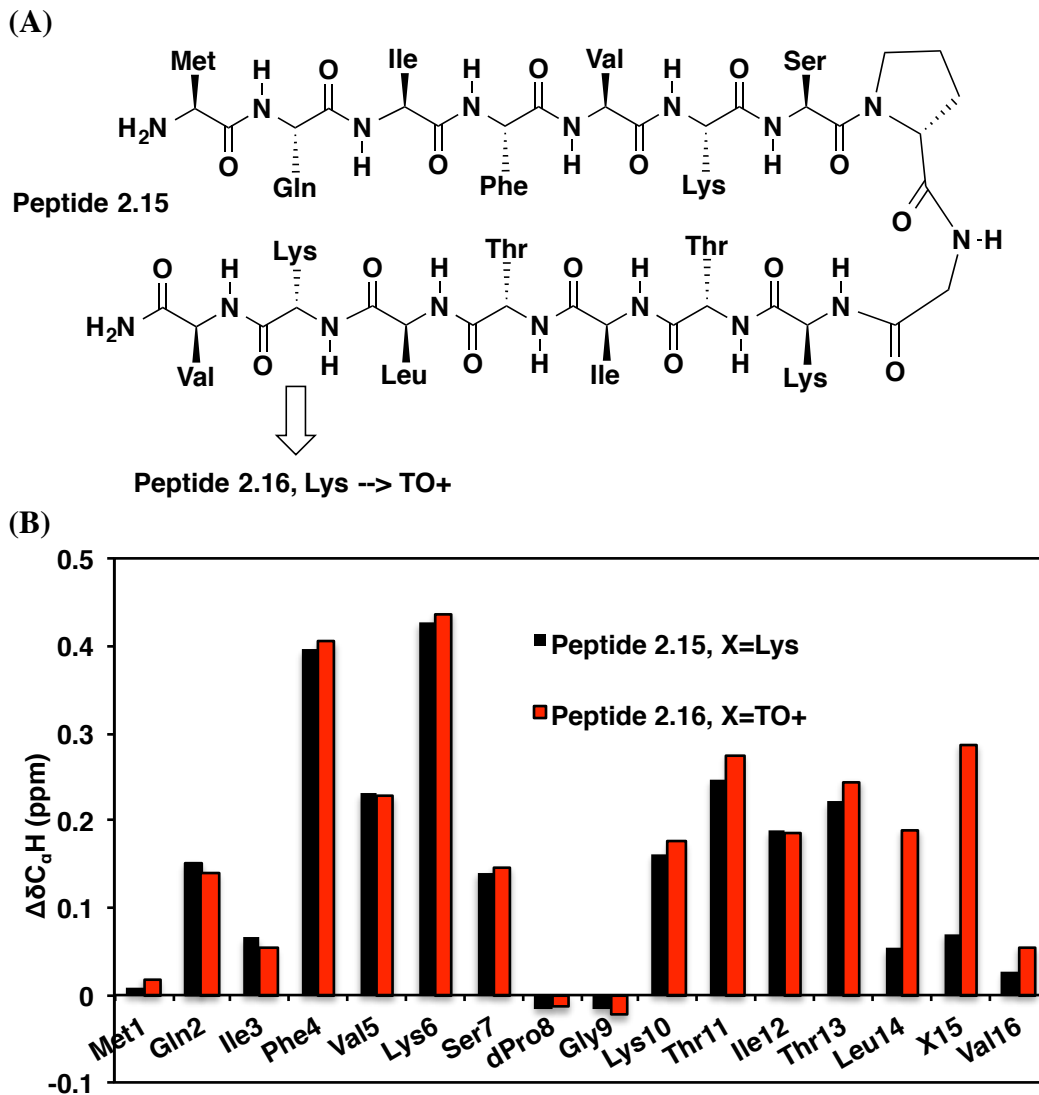 (A)
Met H O Ile H O Val H O Ser
N N N N
H₂N N N N
O H O H O H O
Gln Phe Lys
Peptide 2.15
O
N-H
Lys Thr Thr
O H O H O H O H
N N N N
H₂N N N N
O H O H O H O
Val Leu Ile Lys
Peptide 2.16, Lys --> TO+
(B)
0.5
0.4
Peptide 2.15, X=Lys
0.3
Peptide 2.16, X=TO+
0.2
0.1
0
-0.1
ΔδCαH (ppm)
Met1 Gln2 Ile3 Phe4 Val5 Lys6 Ser7 dPro8 Gly9 Lys10 Thr11 Ile12 Thr13 Leu14 X15 Val16